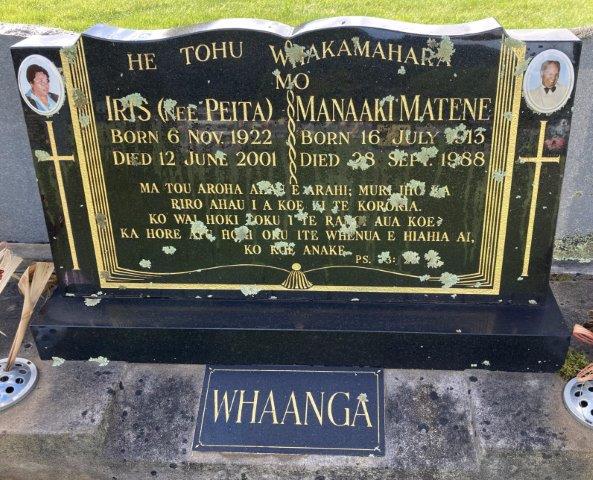 HE TOHU WHAKAMAHARA
MO
IRIS (NEE PEITA)
BORN 6 NOV 1922
DIED 12 JUNE 2001
MANAAKI MATENE
BORN 16 JULY 1913
DIED 28 SEPT 1988
MA TOU AROHA AHAU E ARAHI; MURI IHO KA
RIRO AHAU I A KOE KI TE KORORIA.
KO WAI HOKI TOKU I TE RANGI AUA KOE?
KA HORE ATU HOKI OKU ITE WHENUA E HIAHIA AI,
KO KOE ANAKE.
PS.
WHAANGA